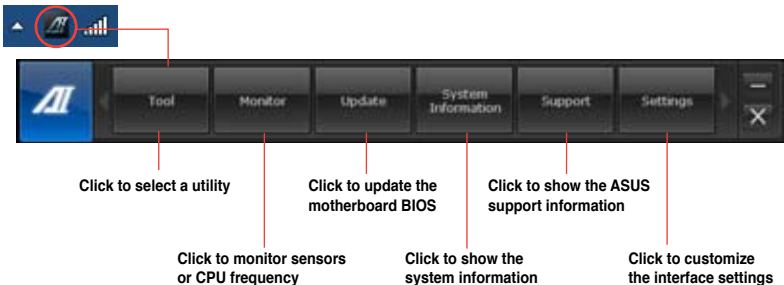 AI
Tool
Monitor
Update
System
Information
Support
Settings
Click to select a utility
Click to update the
motherboard BIOS
Click to show the ASUS
support information
Click to monitor sensors
or CPU frequency
Click to show the
system information
Click to customize
the interface settings